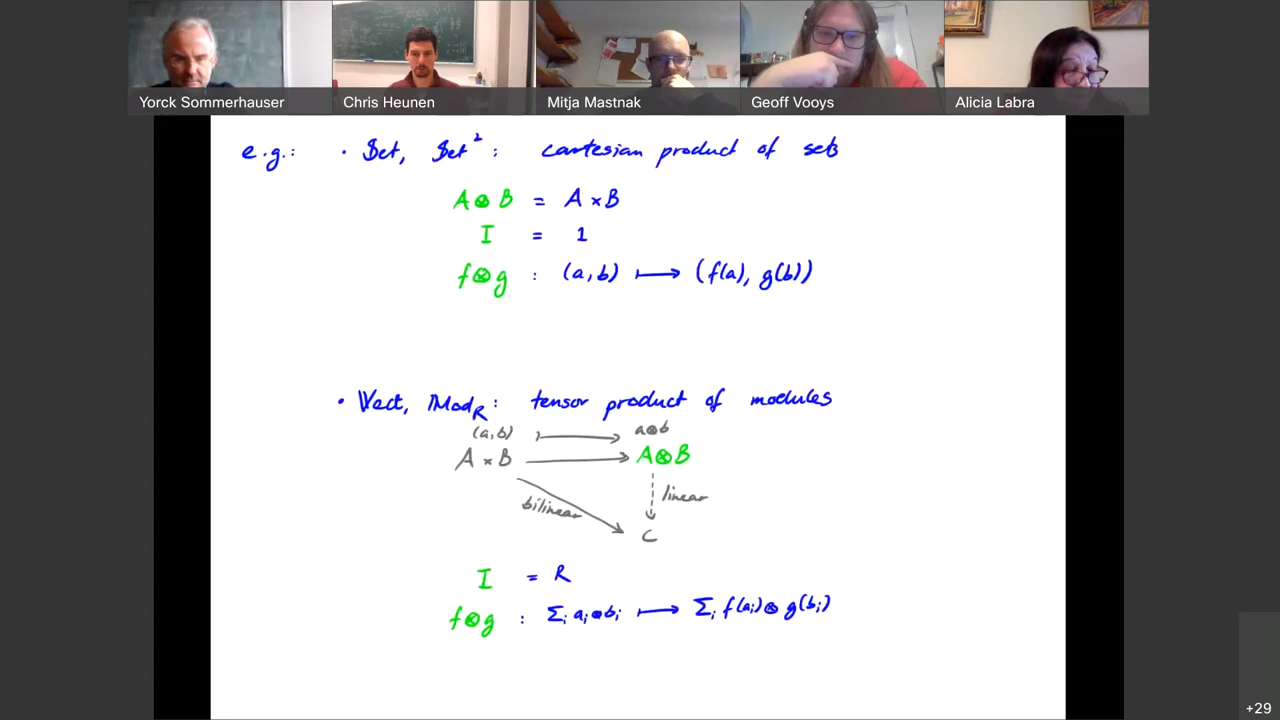 Yorck Sommerhauser
Chris Heunen
Mitja Mastnak
Geoff Vooys
Alicia Labra
e.g.: · Set, Set² : cartesian product of sets
A⊗B = A × B
I = 1
f⊗g : (a, b) ⟼ (f(a), g(b))
· Vect, Mod_R : tensor product of modules
(a, b) ⟼ a⊗b
A × B ⟶ A⊗B
linear
bilinear
C
I = R
f⊗g : Σᵢ aᵢ⊗bᵢ ⟼ Σᵢ f(aᵢ)⊗ g(bᵢ)
+29